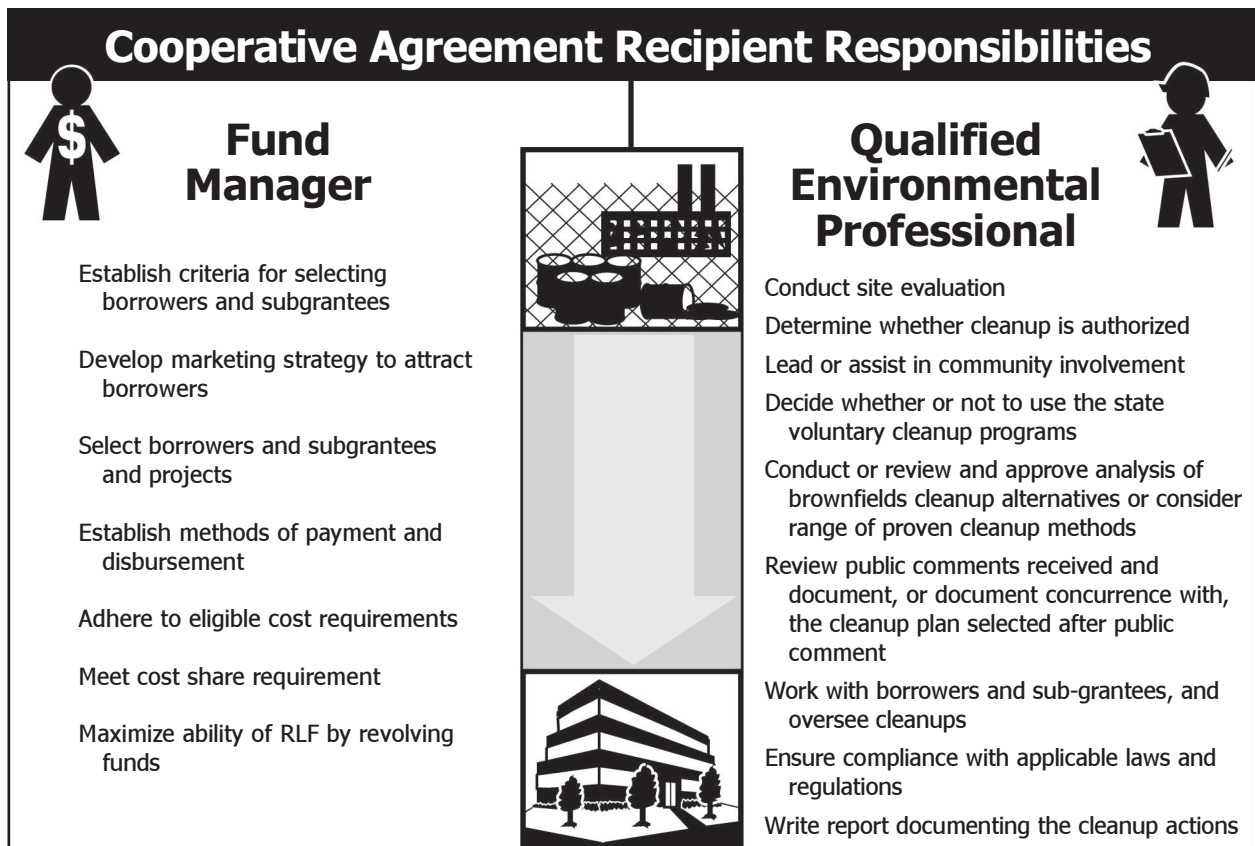 Cooperative Agreement Recipient Responsibilities
$
Fund
Manager
Establish criteria for selecting
borrowers and subgrantees
Develop marketing strategy to attract
borrowers
Select borrowers and subgrantees
and projects
Establish methods of payment and
disbursement
Adhere to eligible cost requirements
Meet cost share requirement
Maximize ability of RLF by revolving
funds
Qualified
Environmental
Professional
Conduct site evaluation
Determine whether cleanup is authorized
Lead or assist in community involvement
Decide whether or not to use the state
voluntary cleanup programs
Conduct or review and approve analysis of
brownfields cleanup alternatives or consider
range of proven cleanup methods
Review public comments received and
document, or document concurrence with,
the cleanup plan selected after public
comment
Work with borrowers and sub-grantees, and
oversee cleanups
Ensure compliance with applicable laws and
regulations
Write report documenting the cleanup actions